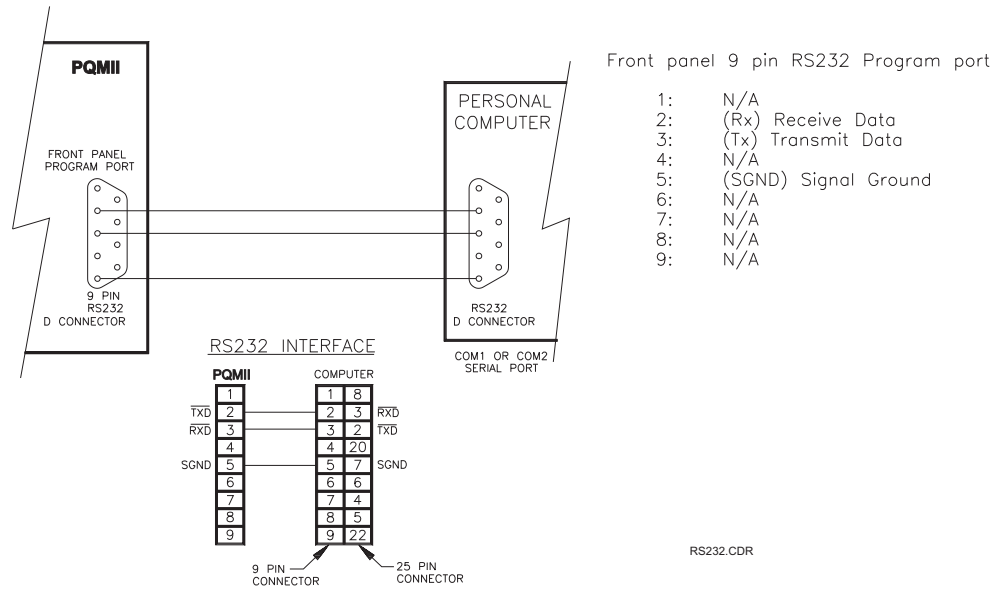 PQMII
FRONT PANEL
PROGRAM PORT
9 PIN
RS232
D CONNECTOR
PERSONAL
COMPUTER
RS232
D CONNECTOR
COM1 OR COM2
SERIAL PORT
Front panel 9 pin RS232 Program port
1: N/A
2: (Rx) Receive Data
3: (Tx) Transmit Data
4: N/A
5: (SGND) Signal Ground
6: N/A
7: N/A
8: N/A
9: N/A
RS232 INTERFACE
PQMII COMPUTER
1 1 8
TXD 2 2 3 RXD
RXD 3 3 2 TXD
4 4 20
SGND 5 5 7 SGND
6 6 6
7 7 4
8 8 5
9 9 22
9 PIN
CONNECTOR
25 PIN
CONNECTOR
RS232.CDR